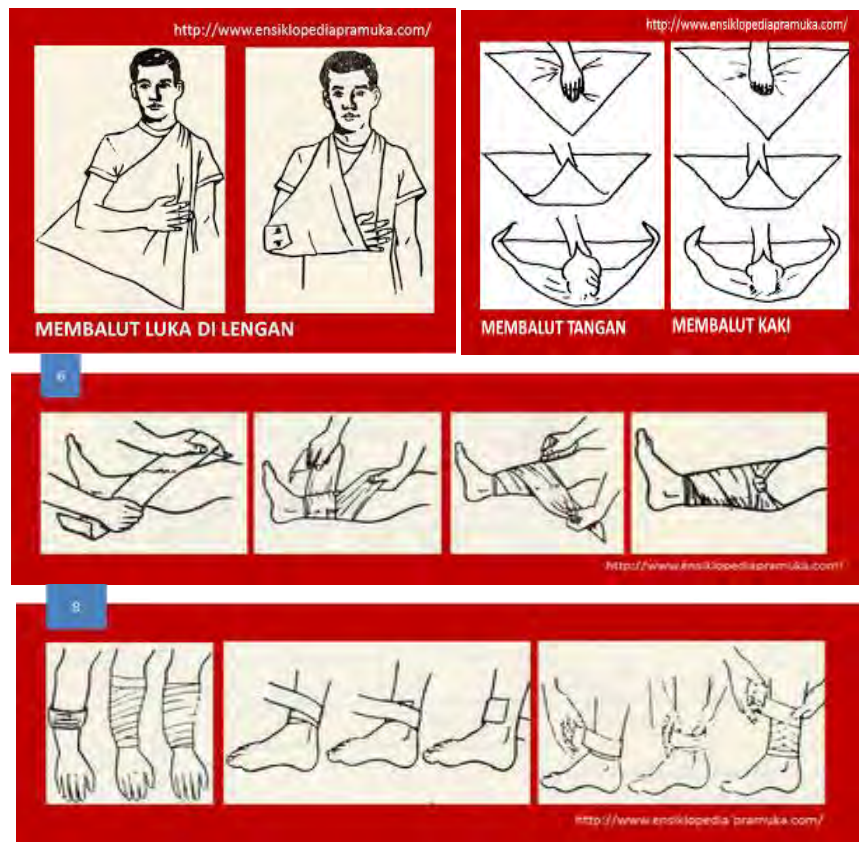 http://www.ensiklopediapramuka.com/
MEMBALUT LUKA DI LENGAN
http://www.ensiklopediapramuka.com/
MEMBALUT TANGAN
MEMBALUT KAKI
6
http://www.ensiklopediapramuka.com/
8
http://www.ensiklopedia pramuka.com/